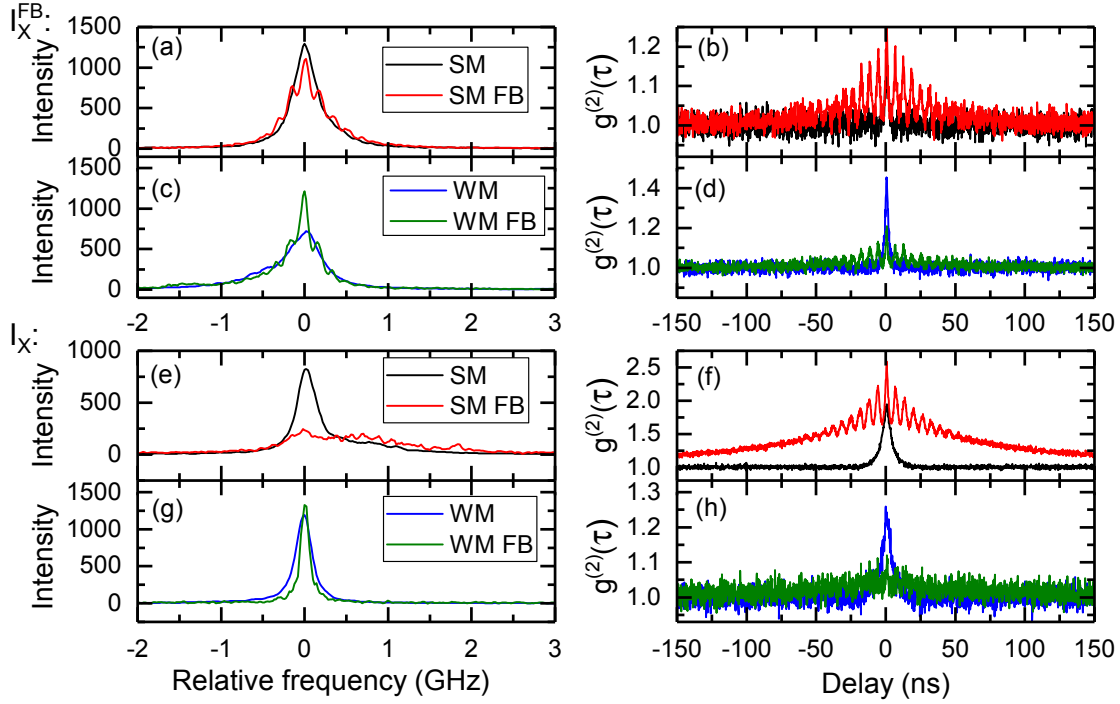 I_X^FB:
1500
1000
500
0
Intensity
(a)
SM
SM FB
1.2
1.1
1.0
g^(2)(τ)
(b)
1500
1000
500
0
Intensity
(c)
WM
WM FB
1.4
1.2
1.0
g^(2)(τ)
(d)
-2 -1 0 1 2 3
-150 -100 -50 0 50 100 150
I_X:
1000
750
500
250
0
Intensity
(e)
SM
SM FB
2.5
2.0
1.5
1.0
g^(2)(τ)
(f)
1500
1000
500
0
Intensity
(g)
WM
WM FB
1.3
1.2
1.1
1.0
g^(2)(τ)
(h)
-2 -1 0 1 2 3
-150 -100 -50 0 50 100 150
Relative frequency (GHz)
Delay (ns)